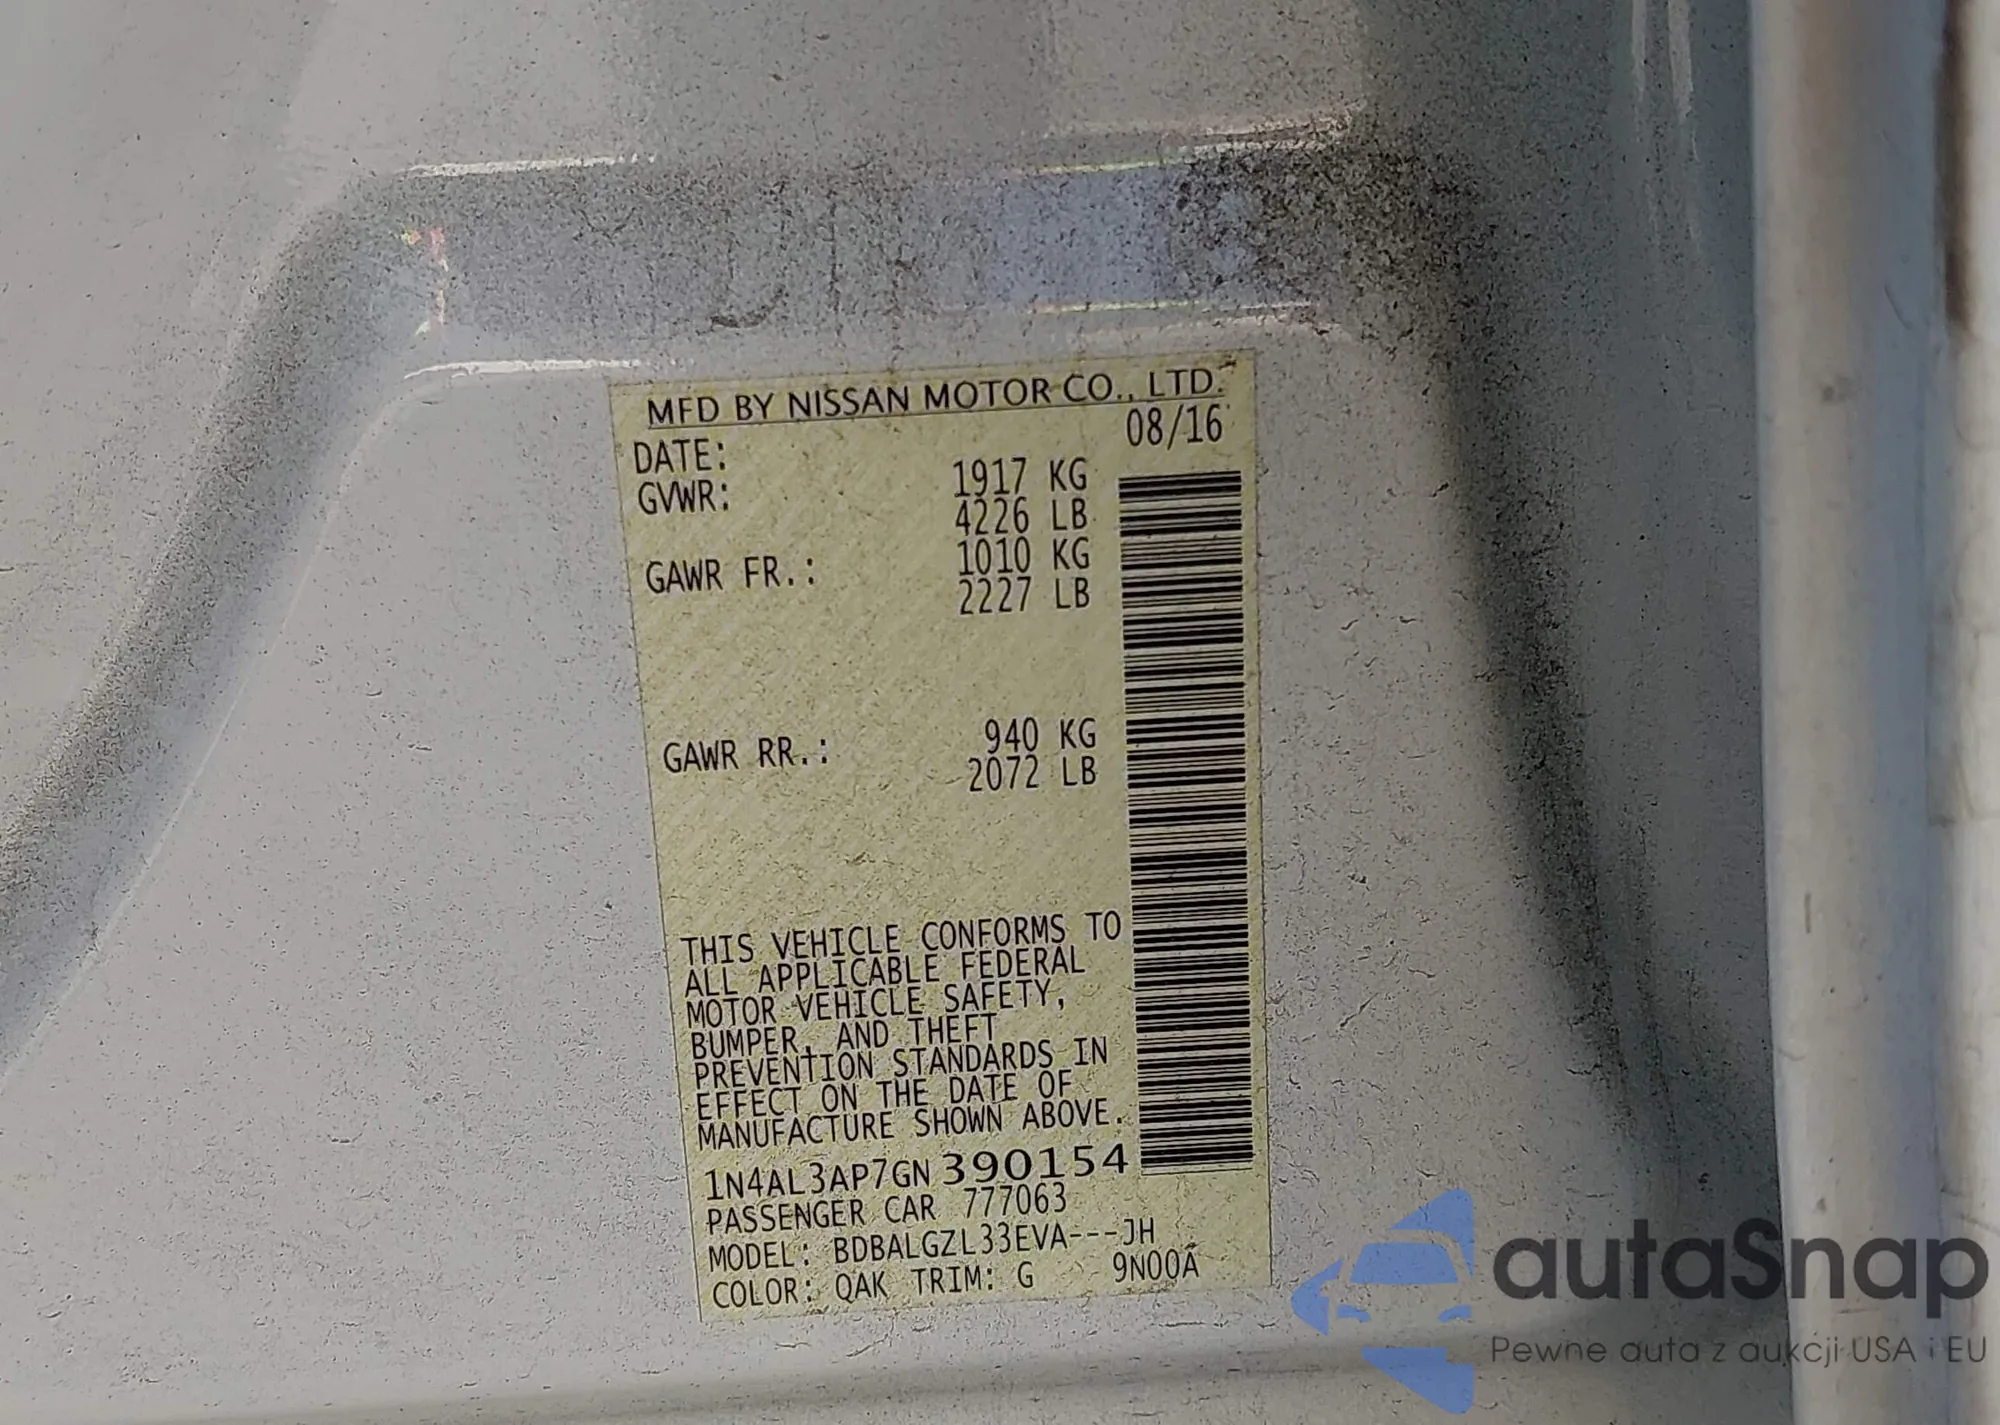 MFD BY NISSAN MOTOR CO., LTD.
DATE: 08/16
GVWR: 1917 KG
4226 LB
GAWR FR.: 1010 KG
2227 LB
GAWR RR.: 940 KG
2072 LB
THIS VEHICLE CONFORMS TO
ALL APPLICABLE FEDERAL
MOTOR VEHICLE SAFETY,
BUMPER, AND THEFT
PREVENTION STANDARDS IN
EFFECT ON THE DATE OF
MANUFACTURE SHOWN ABOVE.
1N4AL3AP7GN390154
PASSENGER CAR 777063
MODEL: BDBALGZL33EVA---JH
COLOR: QAK TRIM: G 9N00A
autaSnap
Pewne auta z aukcji USA i EU